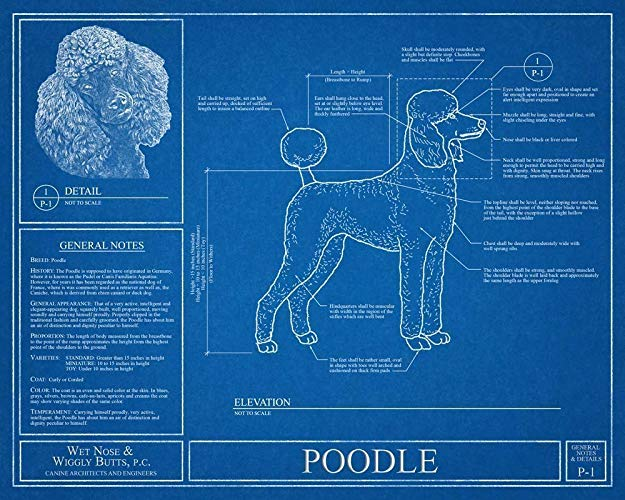 1
P-1
DETAIL
NOT TO SCALE
GENERAL NOTES
BREED: Poodle
HISTORY: The Poodle is supposed to have originated in Germany,
where it is known as the Pudel or Canis Familiaris Aquatius.
However, for years it has been regarded as the national dog of
France, where it was commonly used as a retriever as well as, the
Caniche, which is derived from chien canard or duck dog.
GENERAL APPEARANCE: That of a very active, intelligent and
elegant-appearing dog, squarely built, well proportioned, moving
soundly and carrying himself proudly. Properly clipped in the
traditional fashion and carefully groomed, the Poodle has about him
an air of distinction and dignity peculiar to himself.
PROPORTION: The length of body measured from the breastbone
to the point of the rump approximates the height from the highest
point of the shoulders to the ground.
VARIETIES: STANDARD: Greater than 15 inches in height
MINIATURE: 10 to 15 inches in height
TOY: Under 10 inches in height
COAT: Curly or Corded
COLOR: The coat is an even and solid color at the skin. In blues,
grays, silvers, browns, cafe-au-laits, apricots and creams the coat
may show varying shades of the same color.
TEMPERAMENT: Carrying himself proudly, very active,
intelligent, the Poodle has about him an air of distinction and
dignity peculiar to himself.
WET NOSE &
WIGGLY BUTTS, P.C.
CANINE ARCHITECTS AND ENGINEERS
Tail shall be straight, set on high
and carried up, docked of sufficient
length to insure a balanced outline
Length = Height
(Breastbone to Rump)
Ears shall hang close to the head,
set at or slightly below eye level.
The ear leather is long, wide and
thickly feathered
Skull shall be moderately rounded, with
a slight but definite stop. Cheekbones
and muscles shall be flat
1
P-1
Eyes shall be very dark, oval in shape and set
far enough apart and positioned to create an
alert intelligent expression
Muzzle shall be long, straight and fine, with
slight chiseling under the eyes
Nose shall be black or liver colored
Neck shall be well proportioned, strong and long
enough to permit the head to be carried high and
with dignity. Skin snug at throat. The neck rises
from strong, smoothly muscled shoulders
The topline shall be level, neither sloping nor roached,
from the highest point of the shoulder blade to the base
of the tail, with the exception of a slight hollow
just behind the shoulder
Chest shall be deep and moderately wide with
well sprung ribs
The shoulders shall be strong, and smoothly muscled.
The shoulder blade is well laid back and approximately
the same length as the upper foreleg
Hindquarters shall be muscular
with width in the region of the
stifles which are well bent
The feet shall be rather small, oval
in shape with toes well arched and
cushioned on thick firm pads
ELEVATION
NOT TO SCALE
POODLE
GENERAL
NOTES
& DETAILS
P-1